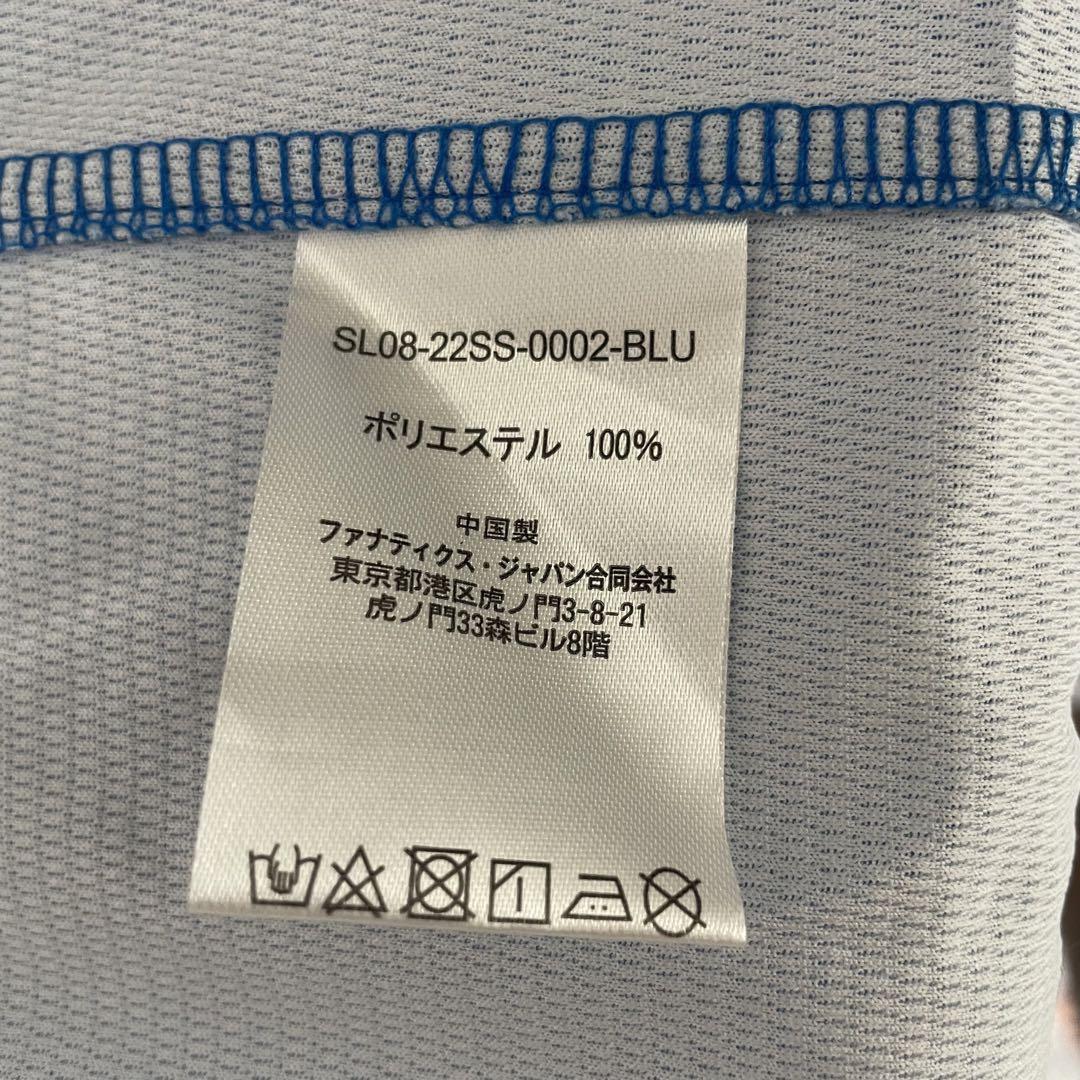 SL08-22SS-0002-BLU
ポリエステル 100%
中国製
ファナティクス・ジャパン合同会社
東京都港区虎ノ門3-8-21
虎ノ門33森ビル8階